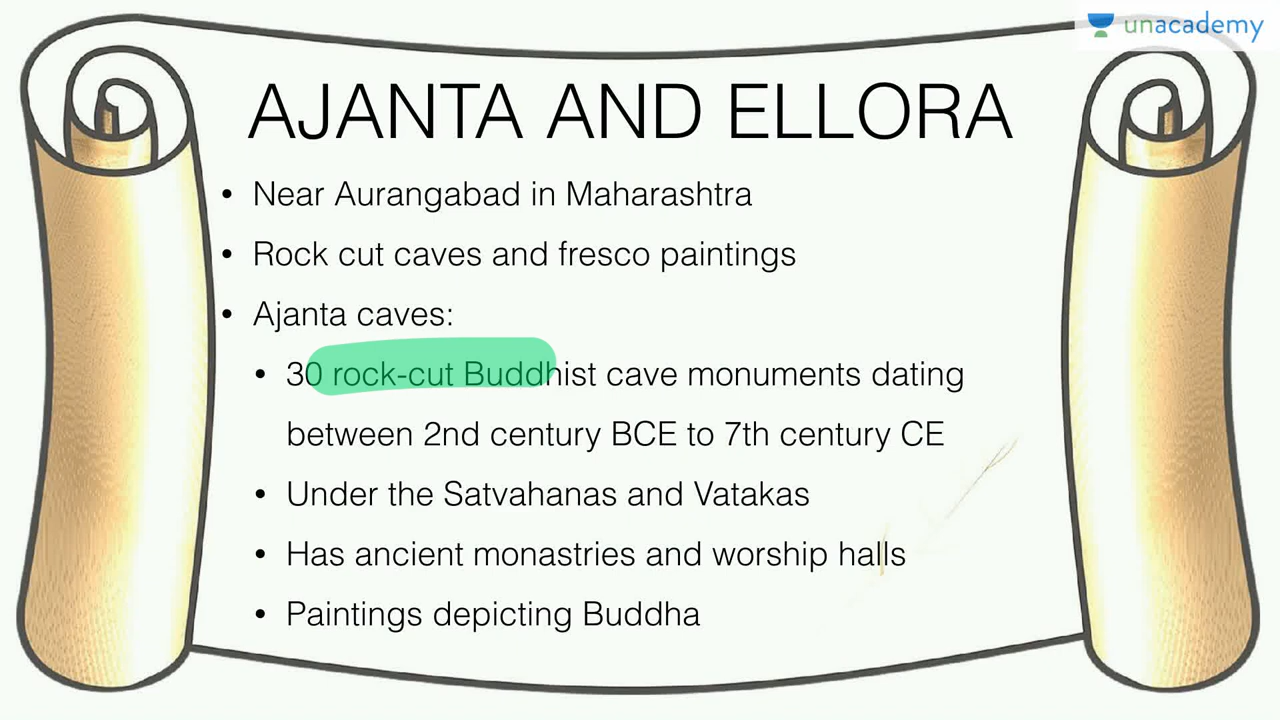 unacademy
AJANTA AND ELLORA
• Near Aurangabad in Maharashtra
• Rock cut caves and fresco paintings
• Ajanta caves:
• 30 rock-cut Buddhist cave monuments dating
between 2nd century BCE to 7th century CE
• Under the Satvahanas and Vatakas
• Has ancient monastries and worship halls
• Paintings depicting Buddha